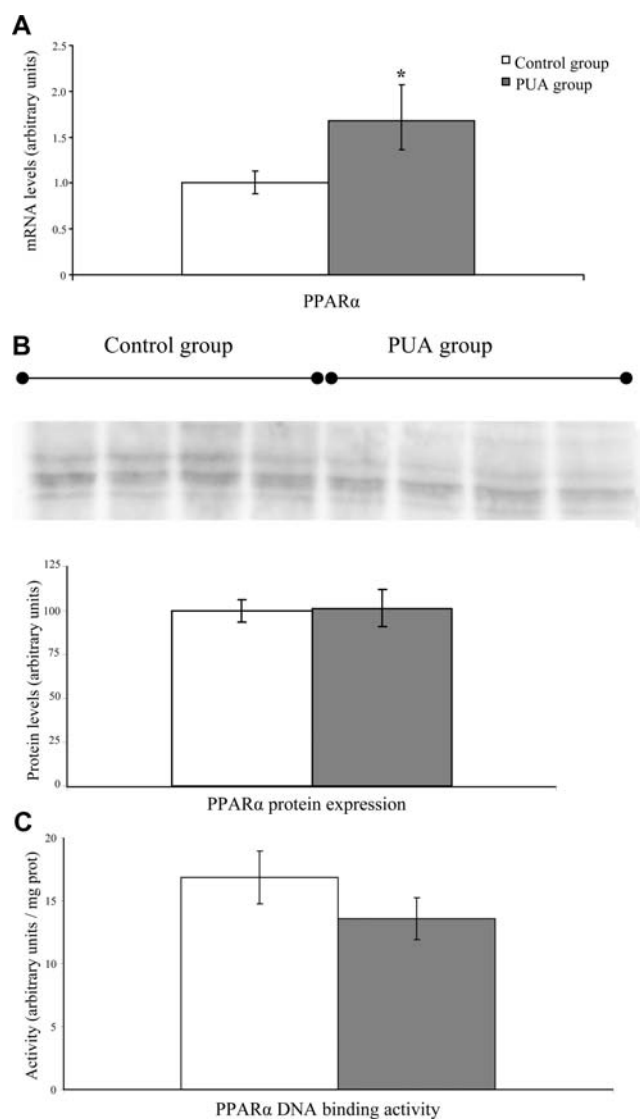 A
mRNA levels (arbitrary units)
2.5
2.0
1.5
1.0
0.5
0
*
Control group
PUA group
PPARα
B
Control group
PUA group
Protein levels (arbitrary units)
125
100
75
50
25
0
PPARα protein expression
C
Activity (arbitrary units / mg prot)
20
15
10
5
0
PPARα DNA binding activity